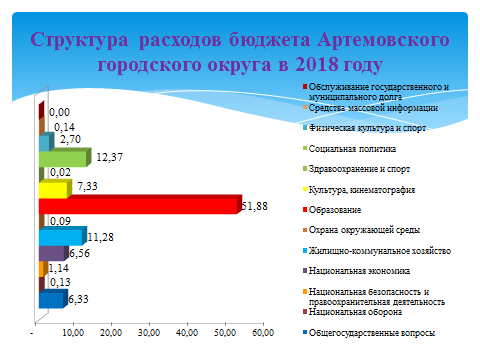 Структура расходов бюджета Артемовского
городского округа в 2018 году
0,00
0,14
2,70
12,37
0,02
7,33
51,88
0,09
11,28
6,56
1,14
0,13
6,33
-
10,00
20,00
30,00
40,00
50,00
60,00
Обслуживание государственного и
муниципального долга
Средства массовой информации
Физическая культура и спорт
Социальная политика
Здравоохранение и спорт
Культура, кинематография
Образование
Охрана окружающей среды
Жилищно-коммунальное хозяйство
Национальная экономика
Национальная безопасность и
правоохранительная деятельность
Национальная оборона
Общегосударственные вопросы